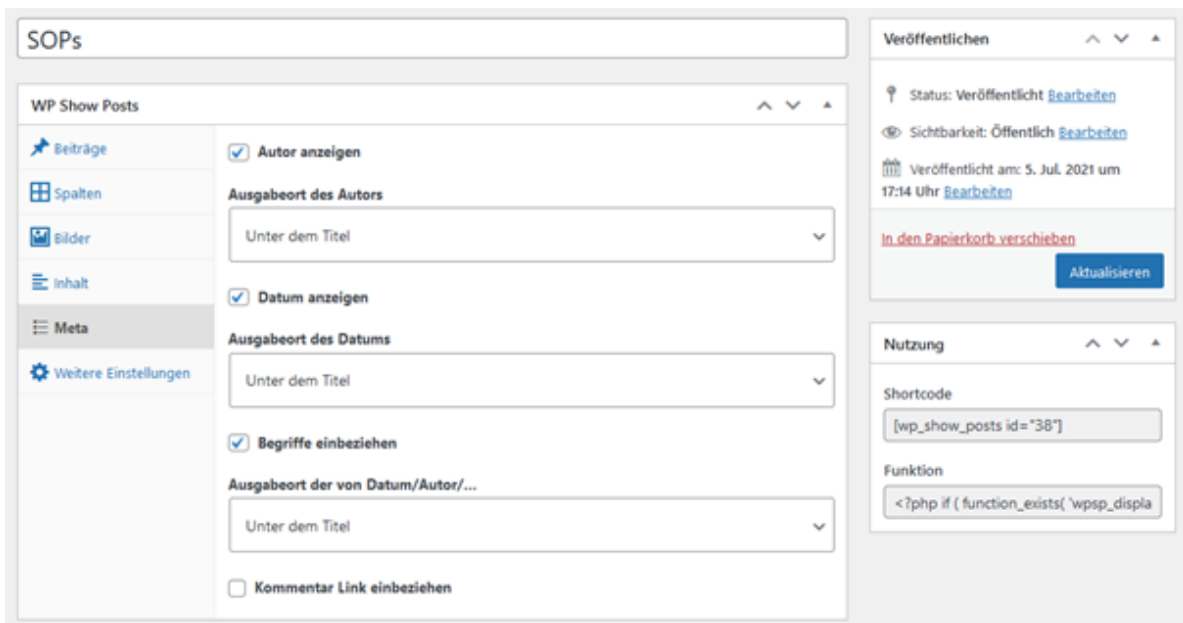 SOPs
WP Show Posts
Beiträge
Spalten
Bilder
Inhalt
Meta
Weitere Einstellungen
Autor anzeigen
Ausgabeort des Autors
Unter dem Titel
Datum anzeigen
Ausgabeort des Datums
Unter dem Titel
Begriffe einbeziehen
Ausgabeort der von Datum/Autor/...
Unter dem Titel
Kommentar Link einbeziehen
Veröffentlichen
Status: Veröffentlicht Bearbeiten
Sichtbarkeit: Öffentlich Bearbeiten
Veröffentlicht am: 5. Jul. 2021 um
17:14 Uhr Bearbeiten
In den Papierkorb verschieben
Aktualisieren
Nutzung
Shortcode
[wp_show_posts id="38"]
Funktion
<?php if ( function_exists( 'wpsp_displa